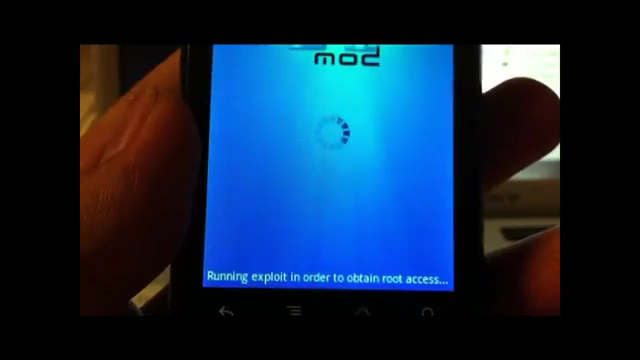 mod
Running exploit in order to obtain root access...